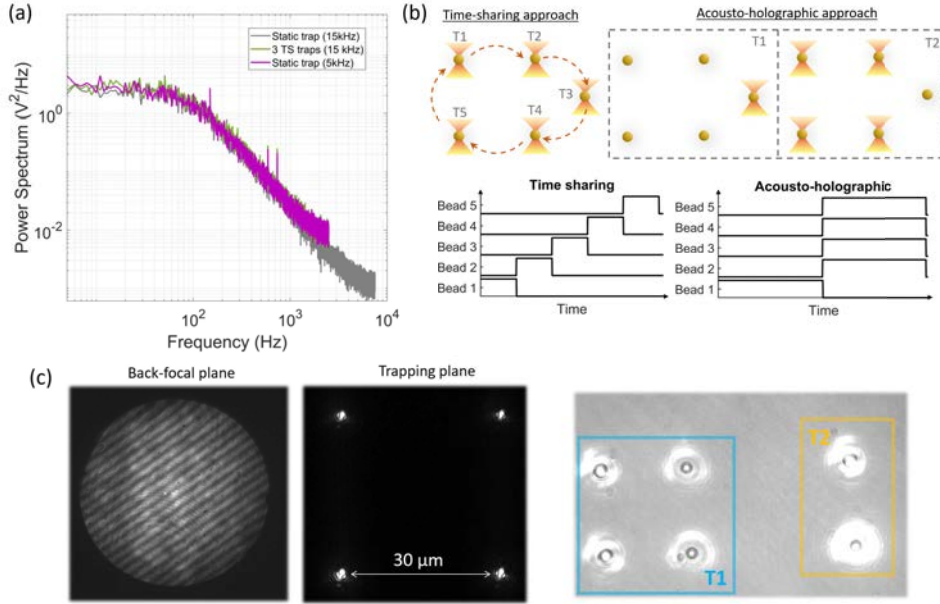 (a)
Power Spectrum (V²/Hz)
10⁰
10⁻²
10²
10³
10⁴
Frequency (Hz)
Static trap (15kHz)
3 TS traps (15 kHz)
Static trap (5kHz)
(b)
Time-sharing approach
T1
T2
T3
T4
T5
Acousto-holographic approach
T1
T2
Time sharing
Bead 5
Bead 4
Bead 3
Bead 2
Bead 1
Time
Acousto-holographic
Bead 5
Bead 4
Bead 3
Bead 2
Bead 1
Time
(c)
Back-focal plane
Trapping plane
30 µm
T1
T2